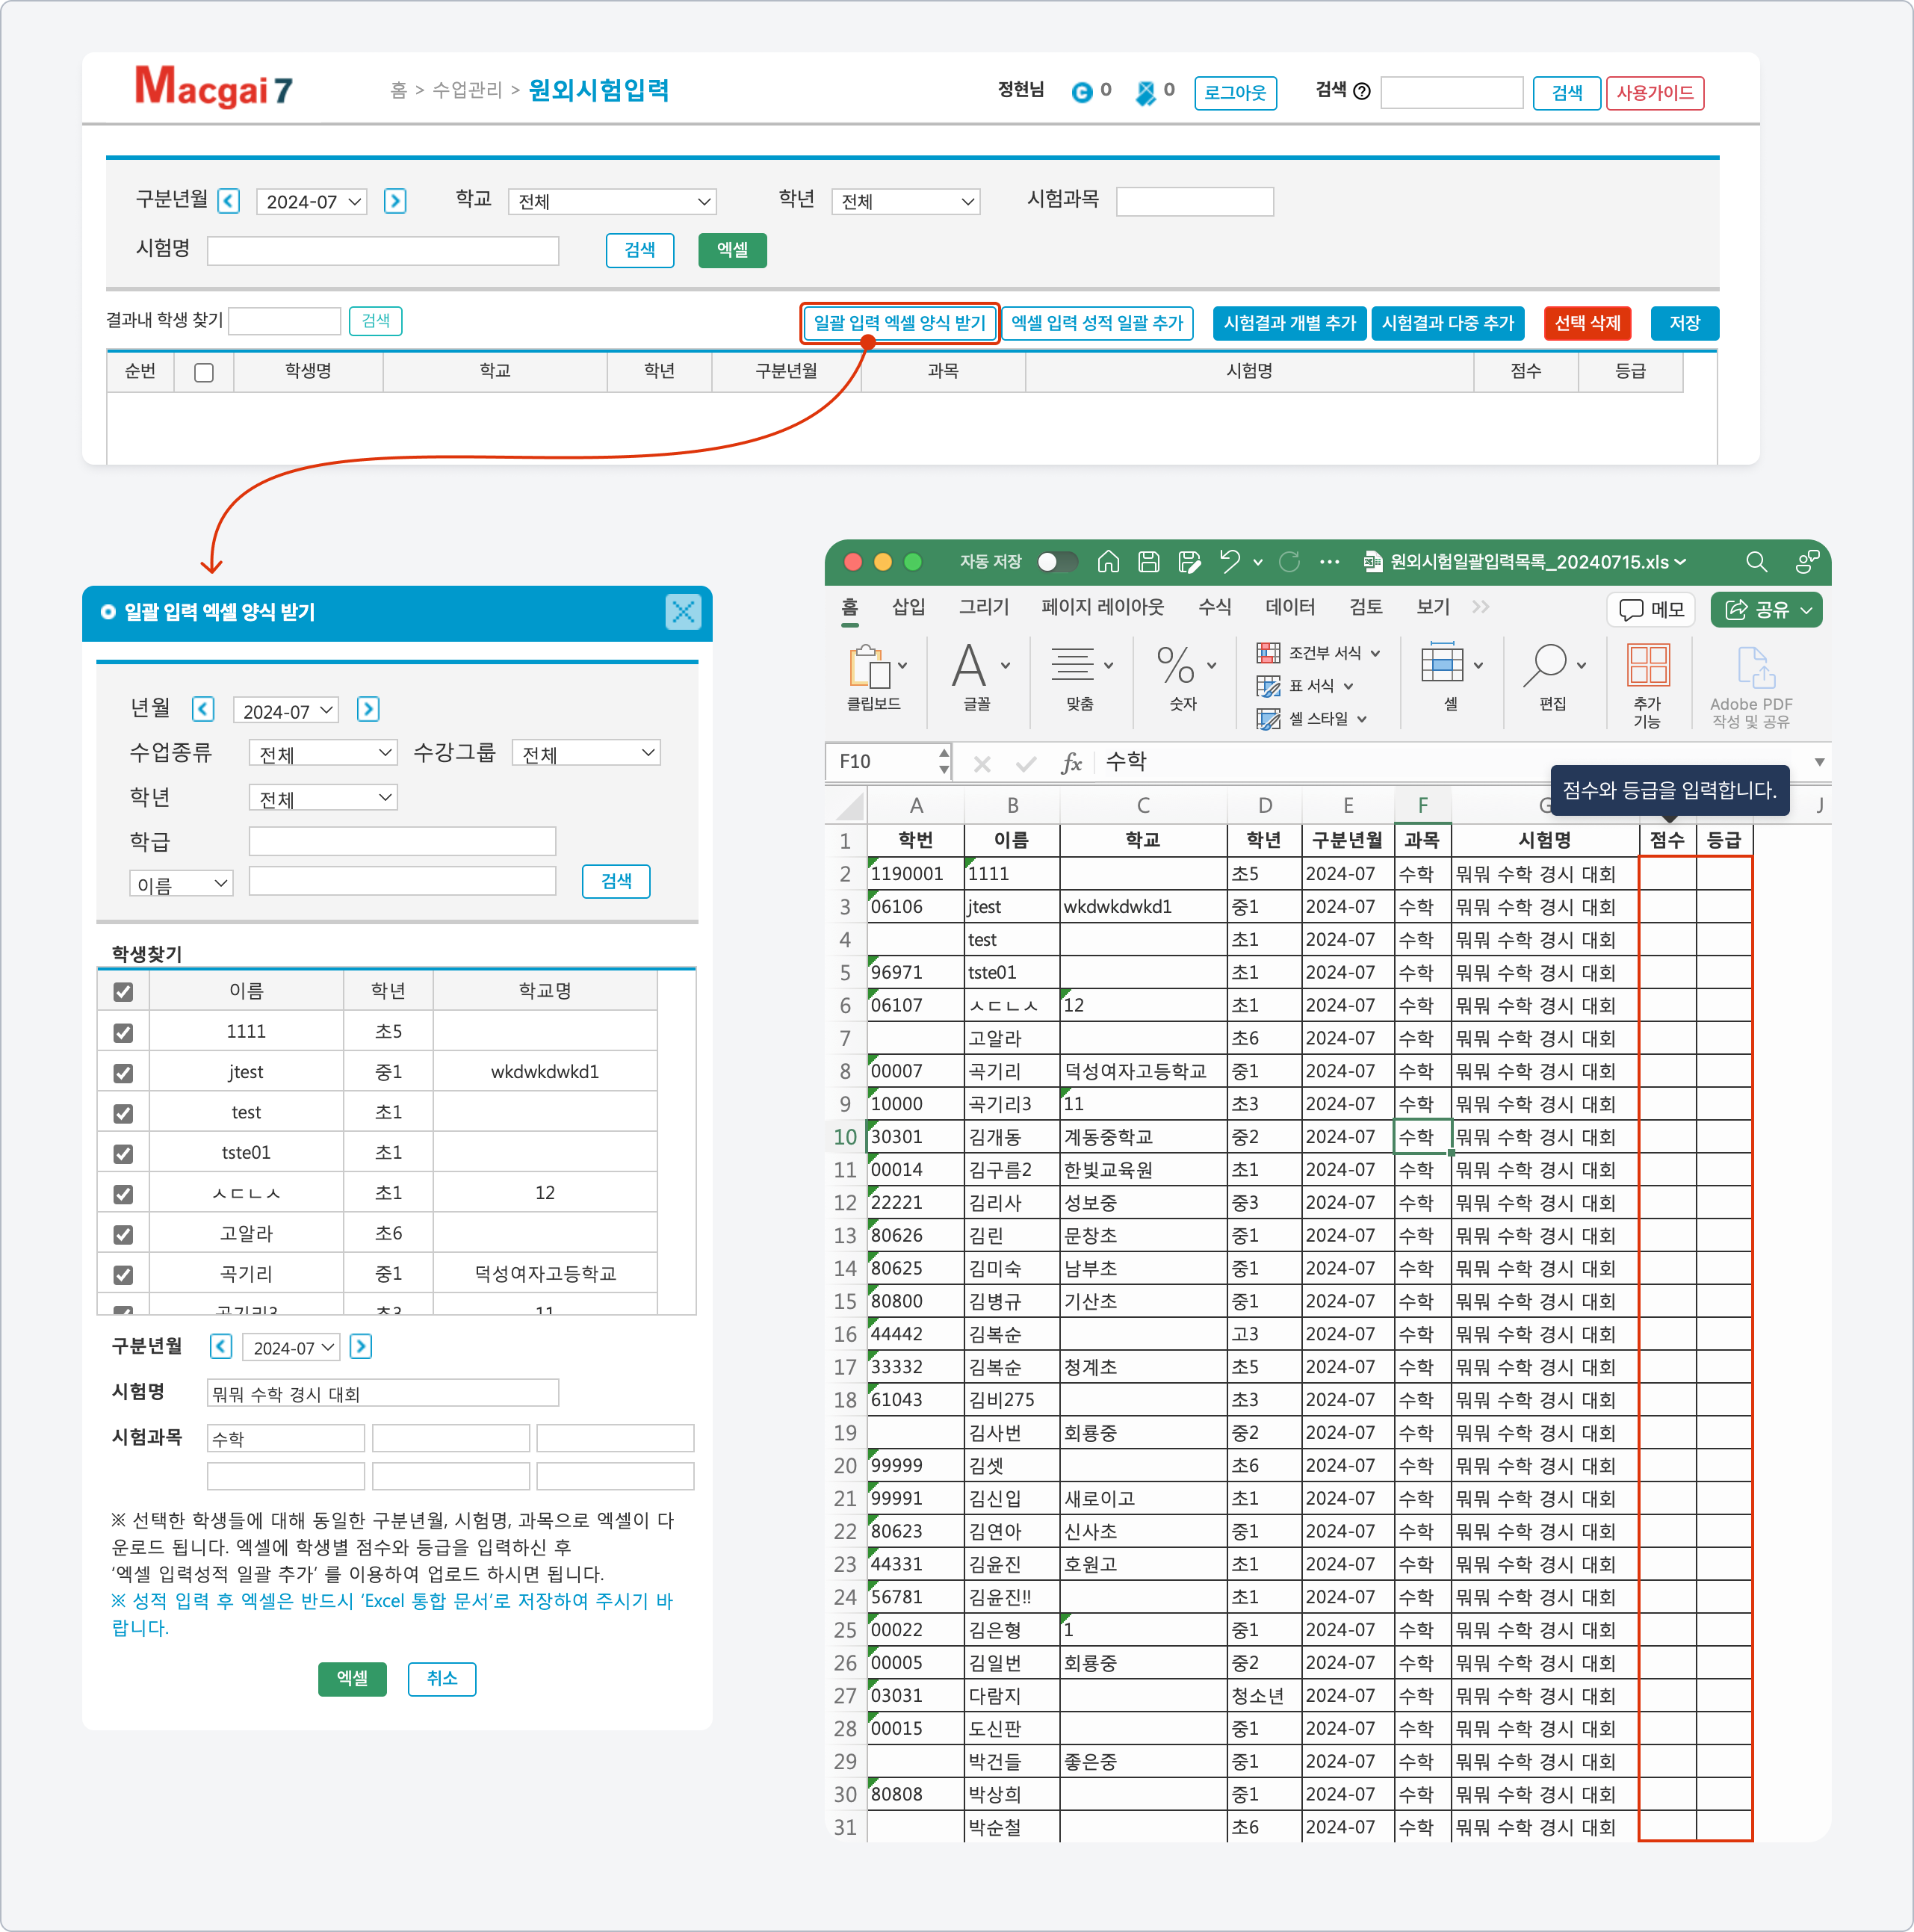 Macgai 7
홈 > 수업관리 > 원외시험입력
정현님 0 0 로그아웃 검색 검색 사용가이드
구분년월 2024-07 학교 전체 학년 전체 시험과목
시험명 검색 엑셀
결과내 학생 찾기 검색 일괄 입력 엑셀 양식 받기 엑셀 입력 성적 일괄 추가 시험결과 개별 추가 시험결과 다중 추가 선택 삭제 저장
순번 학생명 학교 학년 구분년월 과목 시험명 점수 등급
일괄 입력 엑셀 양식 받기
년월 2024-07
수업종류 전체 수강그룹 전체
학년 전체
학급
이름 검색
학생찾기
이름 학년 학교명
1111 초5
jtest 중1 wkdwkdwkd1
test 초1
tste01 초1
ㅅㄷㄴㅅ 초1 12
고알라 초6
곡기리 중1 덕성여자고등학교
곡기리3 초3 11
구분년월 2024-07
시험명 뭐뭐 수학 경시 대회
시험과목 수학
※ 선택한 학생들에 대해 동일한 구분년월, 시험명, 과목으로 엑셀이 다
운로드 됩니다. 엑셀에 학생별 점수와 등급을 입력하신 후
‘엑셀 입력성적 일괄 추가’ 를 이용하여 업로드 하시면 됩니다.
※ 성적 입력 후 엑셀은 반드시 ‘Excel 통합 문서’로 저장하여 주시기 바
랍니다.
엑셀 취소
자동 저장 원외시험일괄입력목록_20240715.xls
홈 삽입 그리기 페이지 레이아웃 수식 데이터 검토 보기 메모 공유
클립보드 글꼴 맞춤 숫자 조건부 서식 표 서식 셀 스타일 셀 편집 추가 기능 Adobe PDF 작성 및 공유
F10 fx 수학
점수와 등급을 입력합니다.
A B C D E F G J
1 학번 이름 학교 학년 구분년월 과목 시험명 점수 등급
2 1190001 1111 초5 2024-07 수학 뭐뭐 수학 경시 대회
3 06106 jtest wkdwkdwkd1 중1 2024-07 수학 뭐뭐 수학 경시 대회
4 test 초1 2024-07 수학 뭐뭐 수학 경시 대회
5 96971 tste01 초1 2024-07 수학 뭐뭐 수학 경시 대회
6 06107 ㅅㄷㄴㅅ 12 초1 2024-07 수학 뭐뭐 수학 경시 대회
7 고알라 초6 2024-07 수학 뭐뭐 수학 경시 대회
8 00007 곡기리 덕성여자고등학교 중1 2024-07 수학 뭐뭐 수학 경시 대회
9 10000 곡기리3 11 초3 2024-07 수학 뭐뭐 수학 경시 대회
10 30301 김개동 계동중학교 중2 2024-07 수학 뭐뭐 수학 경시 대회
11 00014 김구름2 한빛교육원 초1 2024-07 수학 뭐뭐 수학 경시 대회
12 22221 김리사 성보중 중3 2024-07 수학 뭐뭐 수학 경시 대회
13 80626 김린 문창초 중1 2024-07 수학 뭐뭐 수학 경시 대회
14 80625 김미숙 남부초 중1 2024-07 수학 뭐뭐 수학 경시 대회
15 80800 김병규 기산초 중1 2024-07 수학 뭐뭐 수학 경시 대회
16 44442 김복순 고3 2024-07 수학 뭐뭐 수학 경시 대회
17 33332 김복순 청계초 초5 2024-07 수학 뭐뭐 수학 경시 대회
18 61043 김비275 초3 2024-07 수학 뭐뭐 수학 경시 대회
19 김사번 회룡중 중2 2024-07 수학 뭐뭐 수학 경시 대회
20 99999 김셋 초6 2024-07 수학 뭐뭐 수학 경시 대회
21 99991 김신입 새로이고 초1 2024-07 수학 뭐뭐 수학 경시 대회
22 80623 김연아 신사초 중1 2024-07 수학 뭐뭐 수학 경시 대회
23 44331 김윤진 호원고 초1 2024-07 수학 뭐뭐 수학 경시 대회
24 56781 김윤진!! 초1 2024-07 수학 뭐뭐 수학 경시 대회
25 00022 김은형 1 중1 2024-07 수학 뭐뭐 수학 경시 대회
26 00005 김일번 회룡중 중2 2024-07 수학 뭐뭐 수학 경시 대회
27 03031 다람지 청소년 2024-07 수학 뭐뭐 수학 경시 대회
28 00015 도신판 중1 2024-07 수학 뭐뭐 수학 경시 대회
29 박건들 좋은중 중1 2024-07 수학 뭐뭐 수학 경시 대회
30 80808 박상희 중1 2024-07 수학 뭐뭐 수학 경시 대회
31 박순철 초6 2024-07 수학 뭐뭐 수학 경시 대회